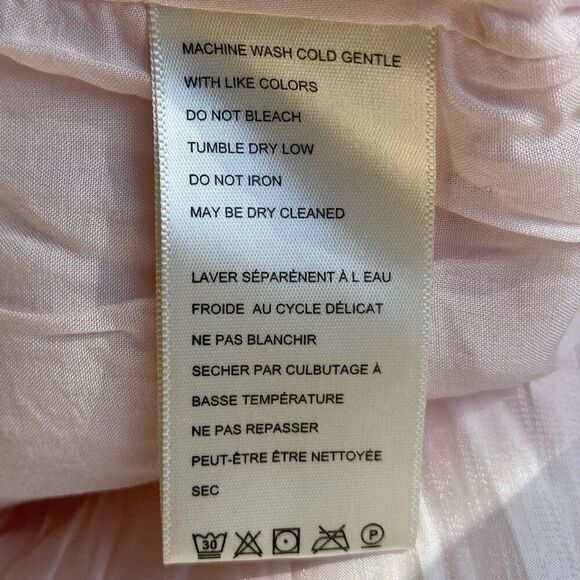 MACHINE WASH COLD GENTLE
WITH LIKE COLORS
DO NOT BLEACH
TUMBLE DRY LOW
DO NOT IRON
MAY BE DRY CLEANED
LAVER SÉPARÉNENT À L EAU
FROIDE AU CYCLE DÉLICAT
NE PAS BLANCHIR
SECHER PAR CULBUTAGE À
BASSE TEMPÉRATURE
NE PAS REPASSER
PEUT-ÊTRE ÊTRE NETTOYÉE
SEC
30 P